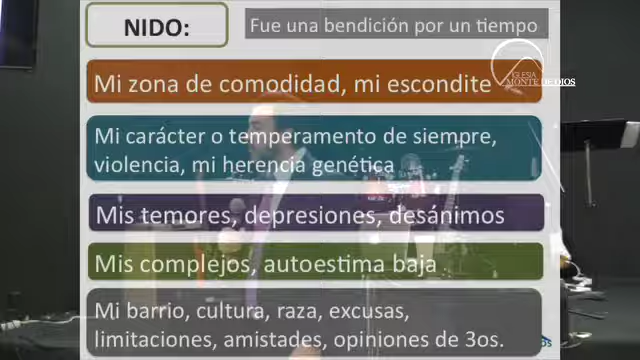 NIDO:
Fue una bendición por un tiempo
IGLESIA
MONTE DE DIOS
Mi zona de comodidad, mi escondite
Mi carácter o temperamento de siempre,
violencia, mi herencia genética
Mis temores, depresiones, desánimos
Mis complejos, autoestima baja
Mi barrio, cultura, raza, excusas,
limitaciones, amistades, opiniones de 3os.